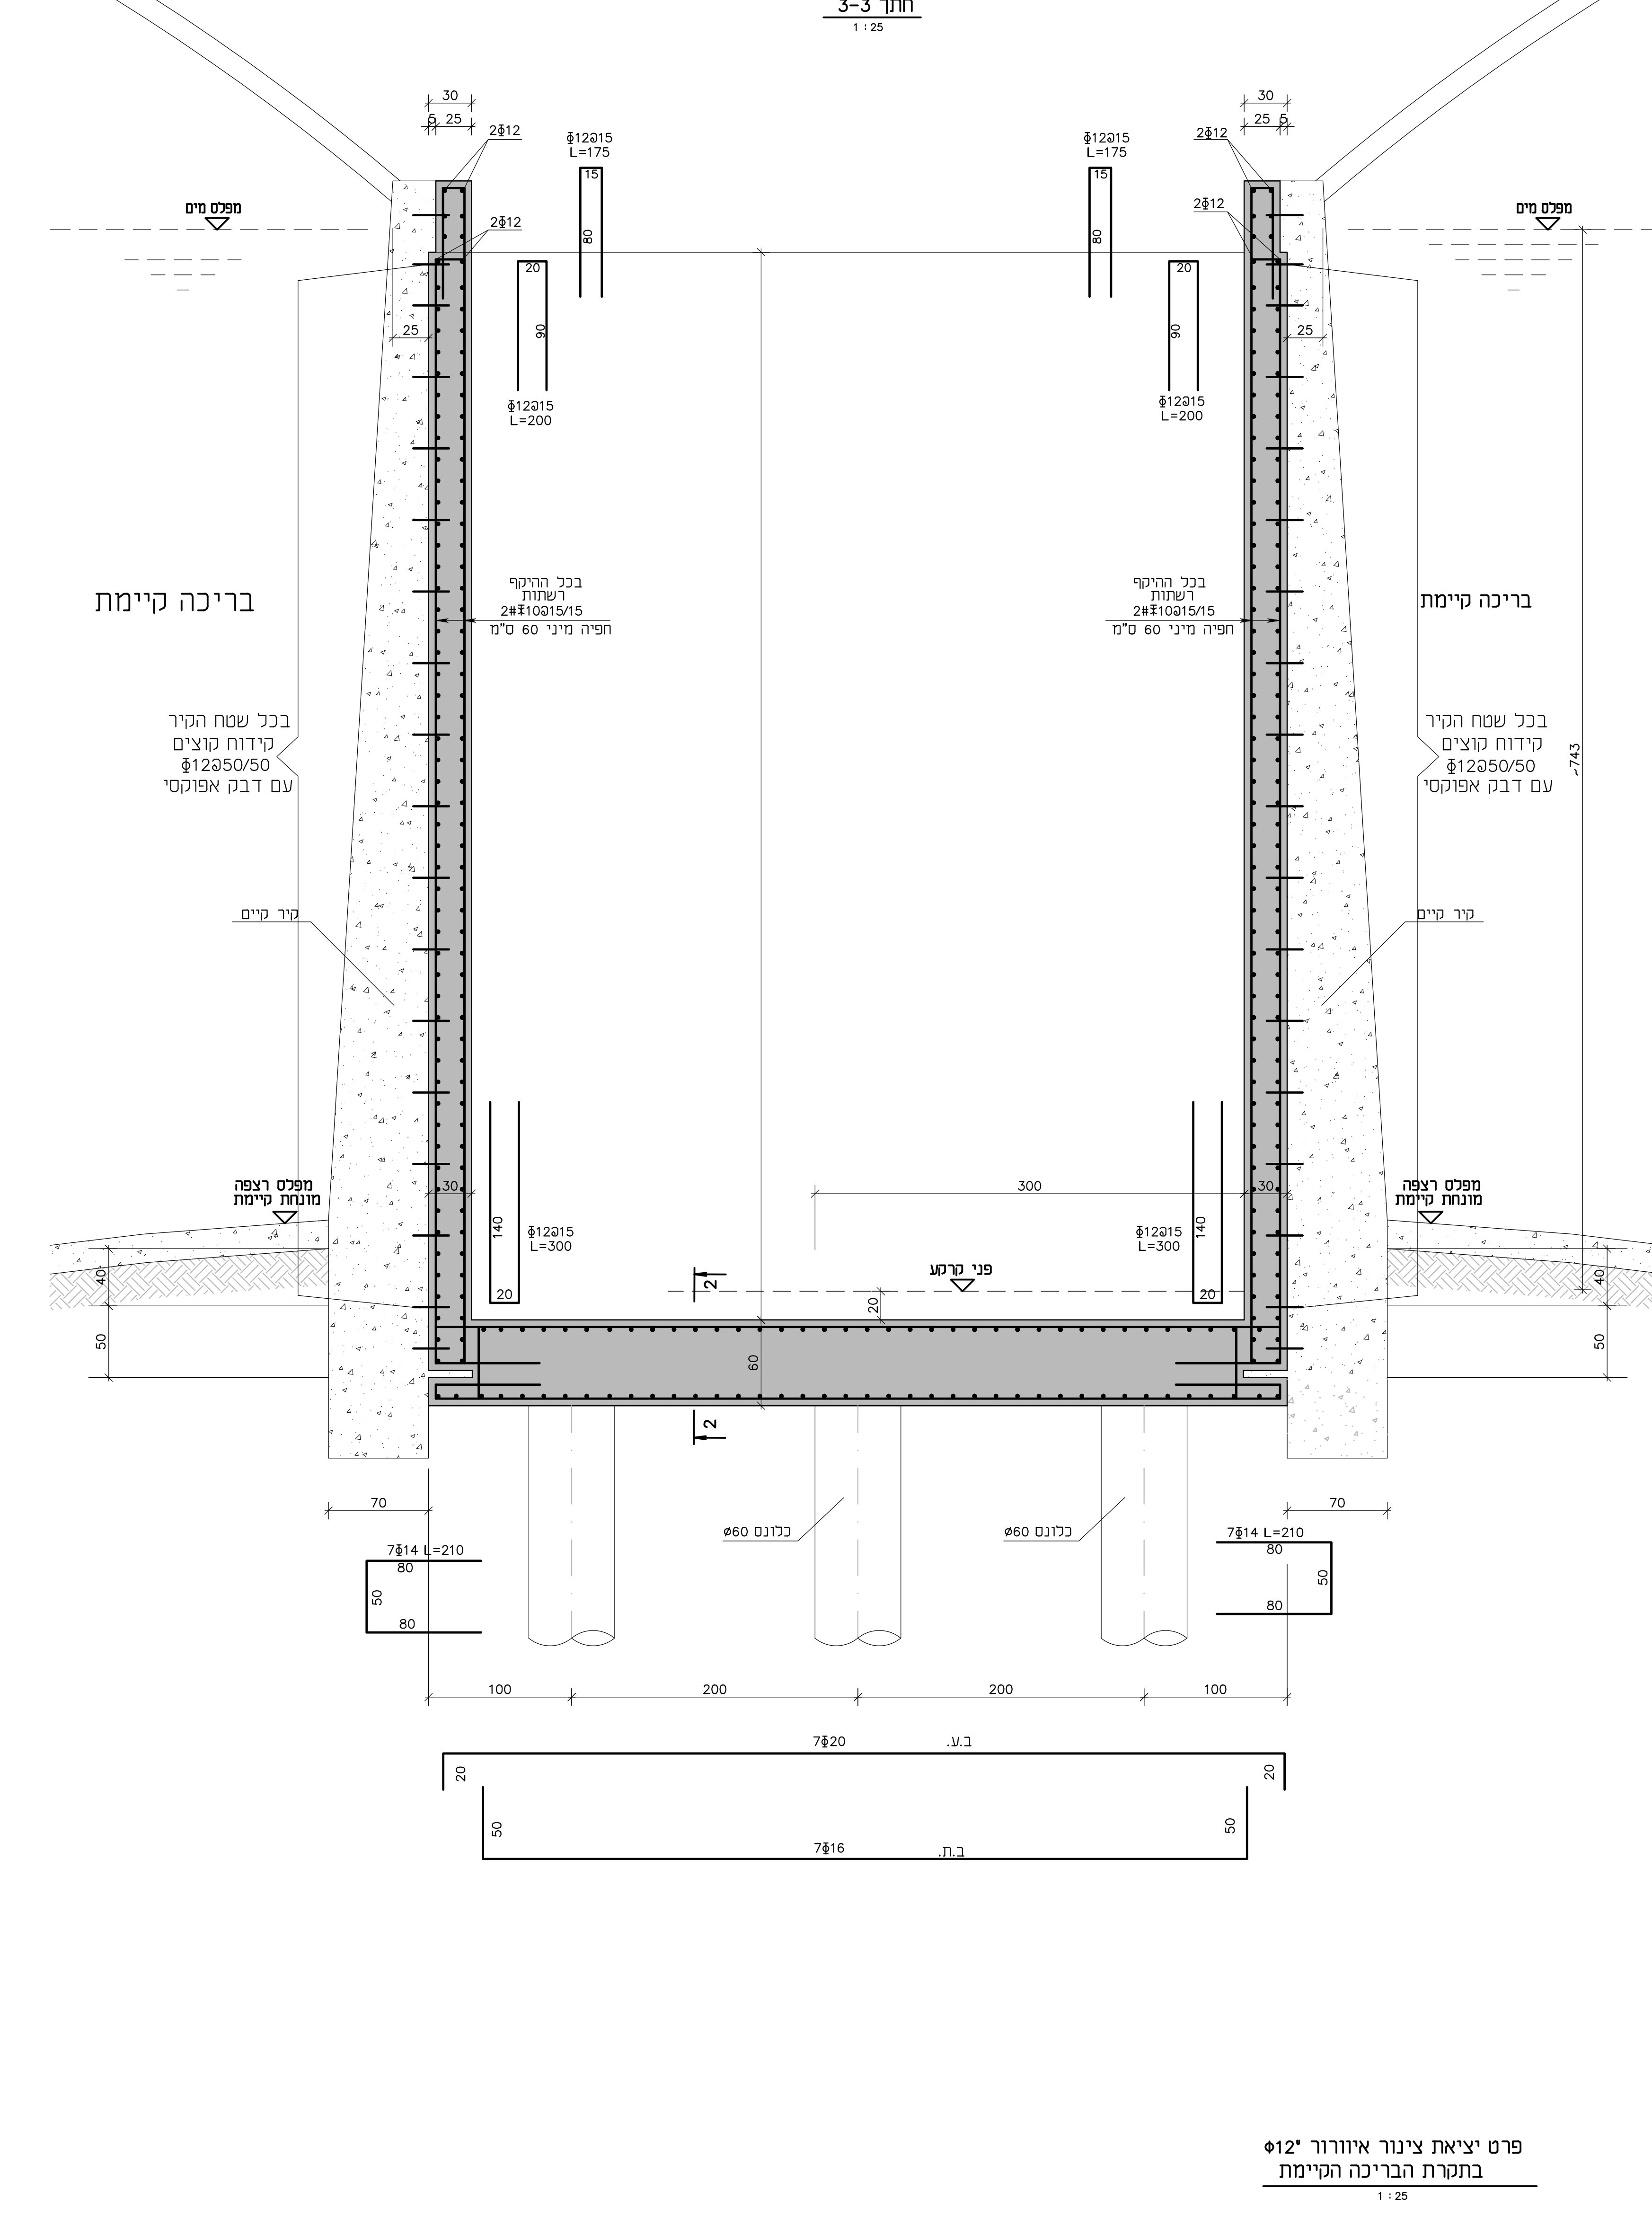 חתך 3-3
1 : 25
30
5 25
2Φ12
Φ12@15
L=175
15
80
2Φ12
20
90
Φ12@15
L=200
25
30
25 5
2Φ12
Φ12@15
L=175
15
80
2Φ12
20
90
Φ12@15
L=200
25
מפלס מים
מפלס מים
בכל ההיקף
רשתות
2#Φ10@15/15
חפיה מיני 60 ס"מ
בכל ההיקף
רשתות
2#Φ10@15/15
חפיה מיני 60 ס"מ
בריכה קיימת
בריכה קיימת
בכל שטח הקיר
קידוח קוצים
Φ12@50/50
עם דבק אפוקסי
בכל שטח הקיר
קידוח קוצים
Φ12@50/50
עם דבק אפוקסי
~743
קיר קיים
קיר קיים
מפלס רצפה
מונחת קיימת
מפלס רצפה
מונחת קיימת
30
300
30
140
20
Φ12@15
L=300
140
20
Φ12@15
L=300
פני קרקע
20
2
60
2
40
50
40
50
70
70
7Φ14 L=210
80
50
80
7Φ14 L=210
80
50
80
כלונס ø60
כלונס ø60
100
200
200
100
7Φ20 ב.ע.
20
20
50
7Φ16 ב.ת.
50
פרט יציאת צינור איוורור "12Φ
בתקרת הבריכה הקיימת
1 : 25